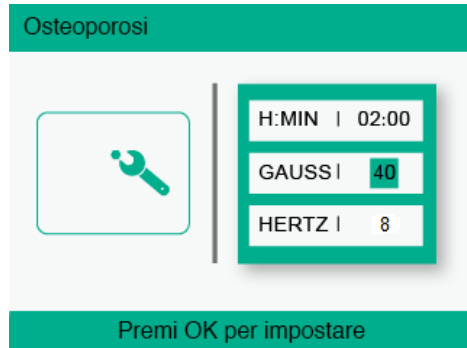 Osteoporosi
H:MIN | 02:00
GAUSS | 40
HERTZ | 8
Premi OK per impostare